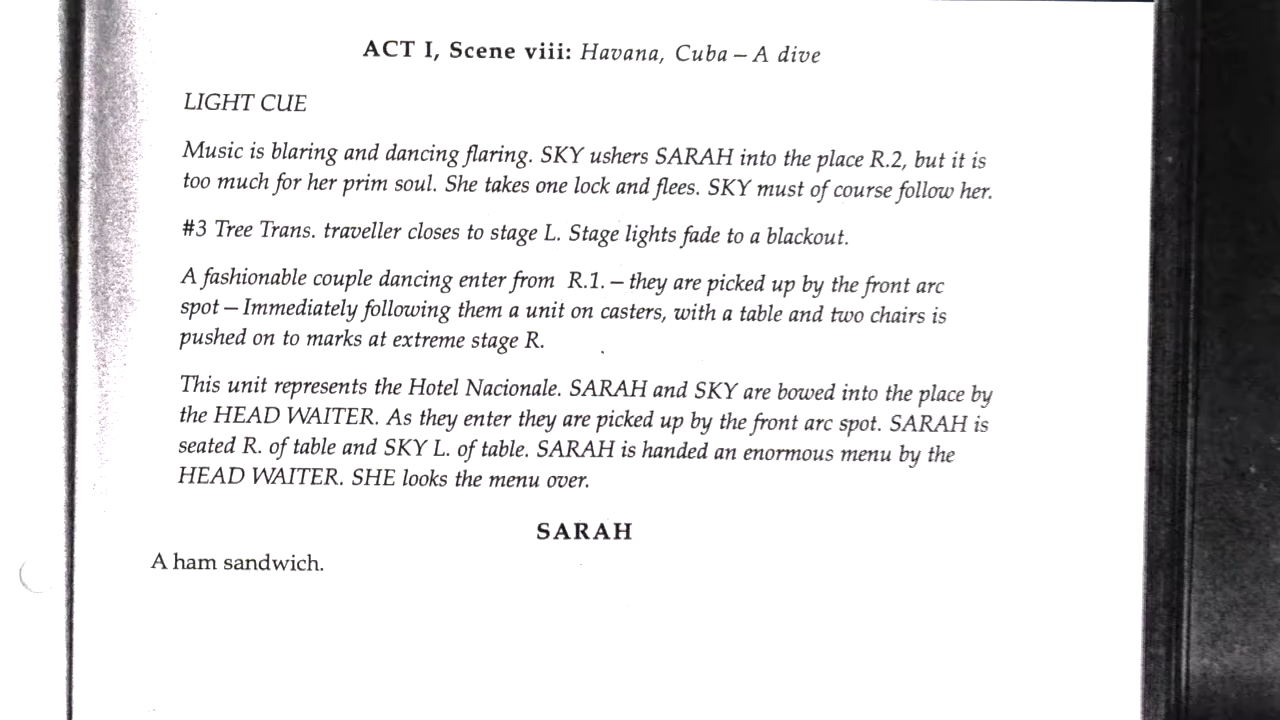 ACT I, Scene viii: Havana, Cuba – A dive
LIGHT CUE
Music is blaring and dancing flaring. SKY ushers SARAH into the place R.2, but it is
too much for her prim soul. She takes one lock and flees. SKY must of course follow her.
#3 Tree Trans. traveller closes to stage L. Stage lights fade to a blackout.
A fashionable couple dancing enter from R.1. – they are picked up by the front arc
spot – Immediately following them a unit on casters, with a table and two chairs is
pushed on to marks at extreme stage R.
This unit represents the Hotel Nacionale. SARAH and SKY are bowed into the place by
the HEAD WAITER. As they enter they are picked up by the front arc spot. SARAH is
seated R. of table and SKY L. of table. SARAH is handed an enormous menu by the
HEAD WAITER. SHE looks the menu over.
SARAH
A ham sandwich.